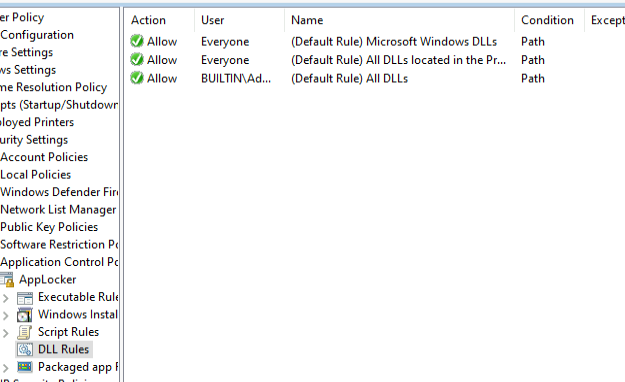 er Policy
Configuration
re Settings
ws Settings
me Resolution Policy
pts (Startup/Shutdown
loyed Printers
urity Settings
Account Policies
Local Policies
Windows Defender Fire
Network List Manager
Public Key Policies
Software Restriction Po
Application Control Po
AppLocker
Executable Rule
Windows Instal
Script Rules
DLL Rules
Packaged app R
Action User Name Condition Except
Allow Everyone (Default Rule) Microsoft Windows DLLs Path
Allow Everyone (Default Rule) All DLLs located in the Pr... Path
Allow BUILTIN\Ad... (Default Rule) All DLLs Path